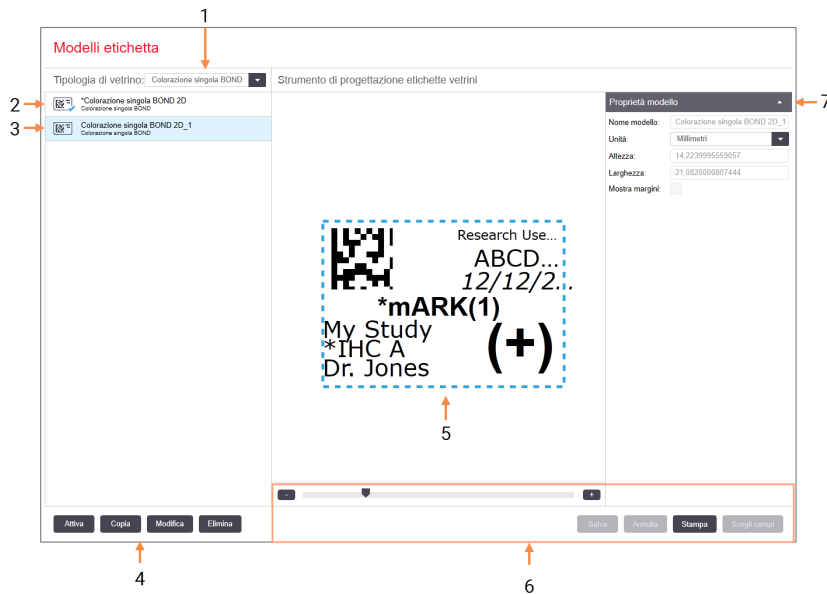 1
Modelli etichetta
Tipologia di vetrino: Colorazione singola BOND
Strumento di progettazione etichette vetrini
2
*Colorazione singola BOND 2D
Colorazione singola BOND
3
Colorazione singola BOND 2D_1
Colorazione singola BOND
Proprietà modello
7
Nome modello: Colorazione singola BOND 2D_1
Unità: Millimetri
Altezza: 14,2239995559057
Larghezza: 21,0820000807444
Mostra margini:
Research Use...
ABCD...
12/12/2...
*mARK(1)
My Study
*IHC A
Dr. Jones
(+)
5
- +
Attiva Copia Modifica Elimina
Salva Annulla Stampa Scegli campi
4
6